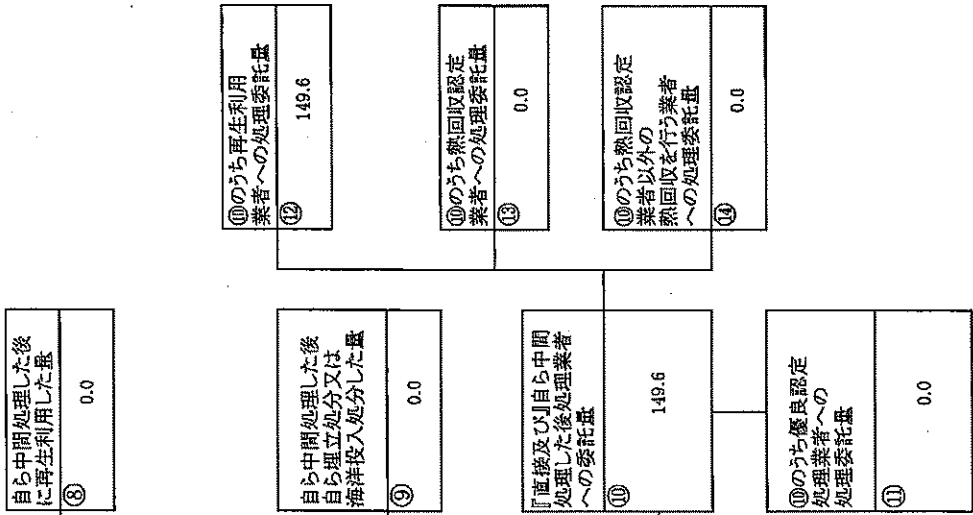 自ら中間処理した後
に再生利用した量
⑧
0.0
自ら中間処理した後
自ら埋立処分又は
海洋投入処分した量
⑨
0.0
『直接及び』自ら中間
処理した後処理業者
への委託量
⑩
149.6
⑩のうち優良認定
処理業者への
処理委託量
⑪
0.0
⑩のうち再生利用
業者への処理委託量
⑫
149.6
⑩のうち熱回収認定
業者への処理委託量
⑬
0.0
⑩のうち熱回収認定
業者以外の
熱回収を行う業者
への処理委託量
⑭
0.0